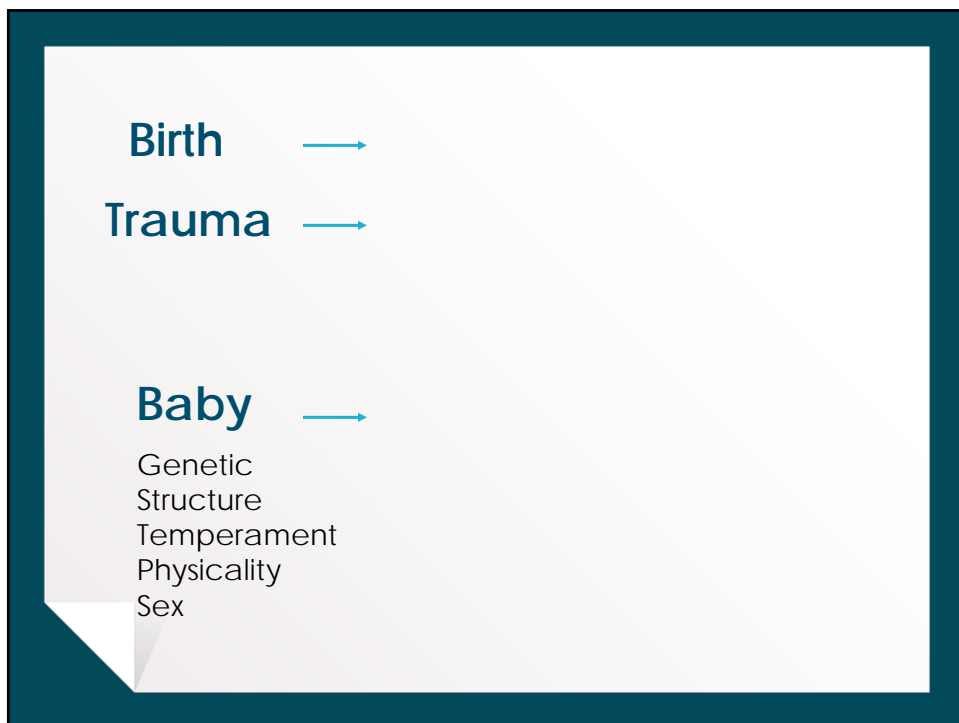 Birth
Trauma
Baby
Genetic
Structure
Temperament
Physicality
Sex